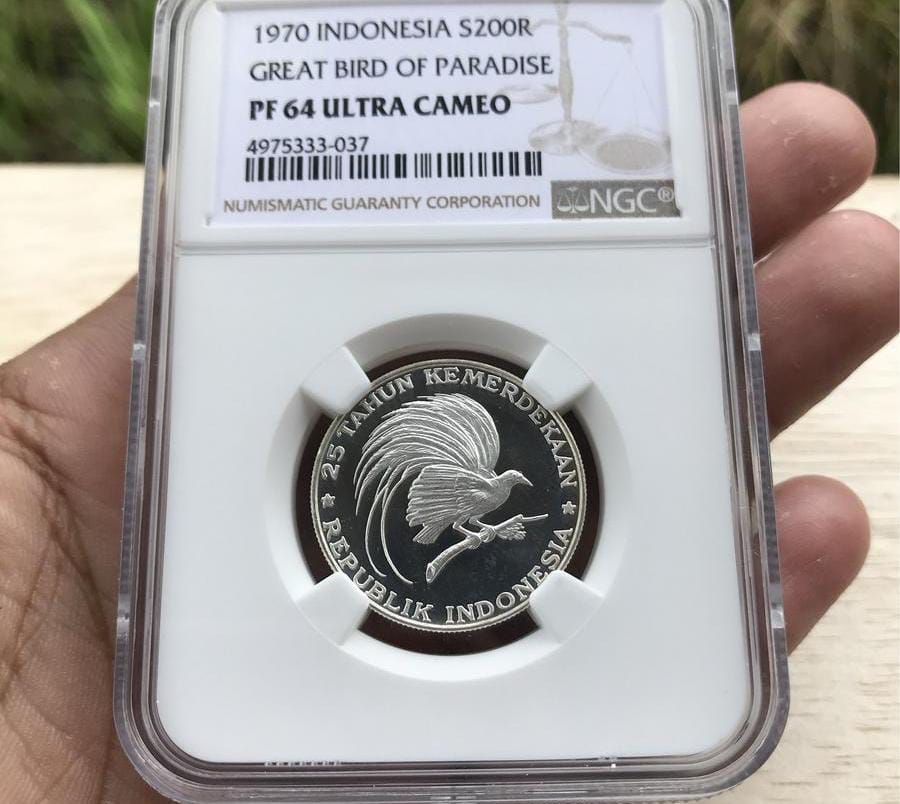 1970 INDONESIA S200R
GREAT BIRD OF PARADISE
PF 64 ULTRA CAMEO
4975333-037
NUMISMATIC GUARANTY CORPORATION
NGC®
25 TAHUN KEMERDEKAAN
REPUBLIK INDONESIA